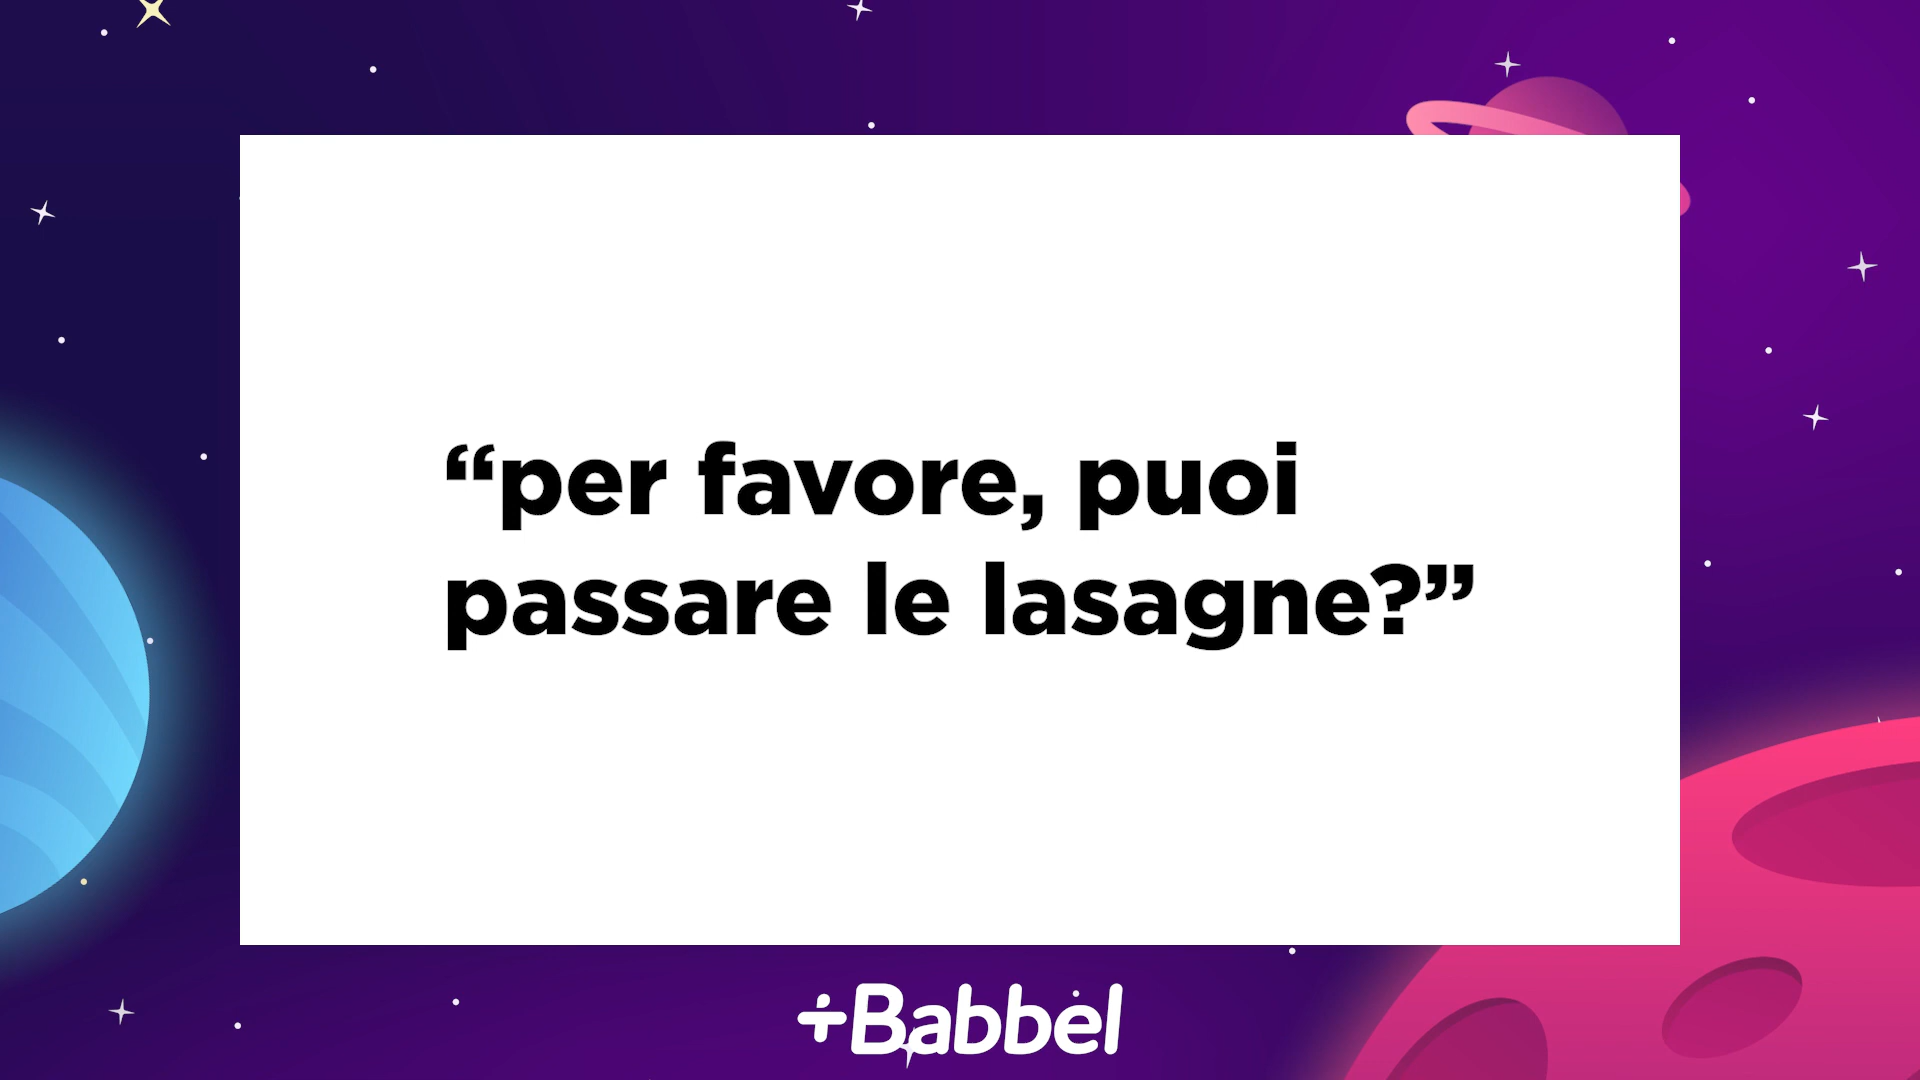 “per favore, puoi
passare le lasagne?”
+Babbel